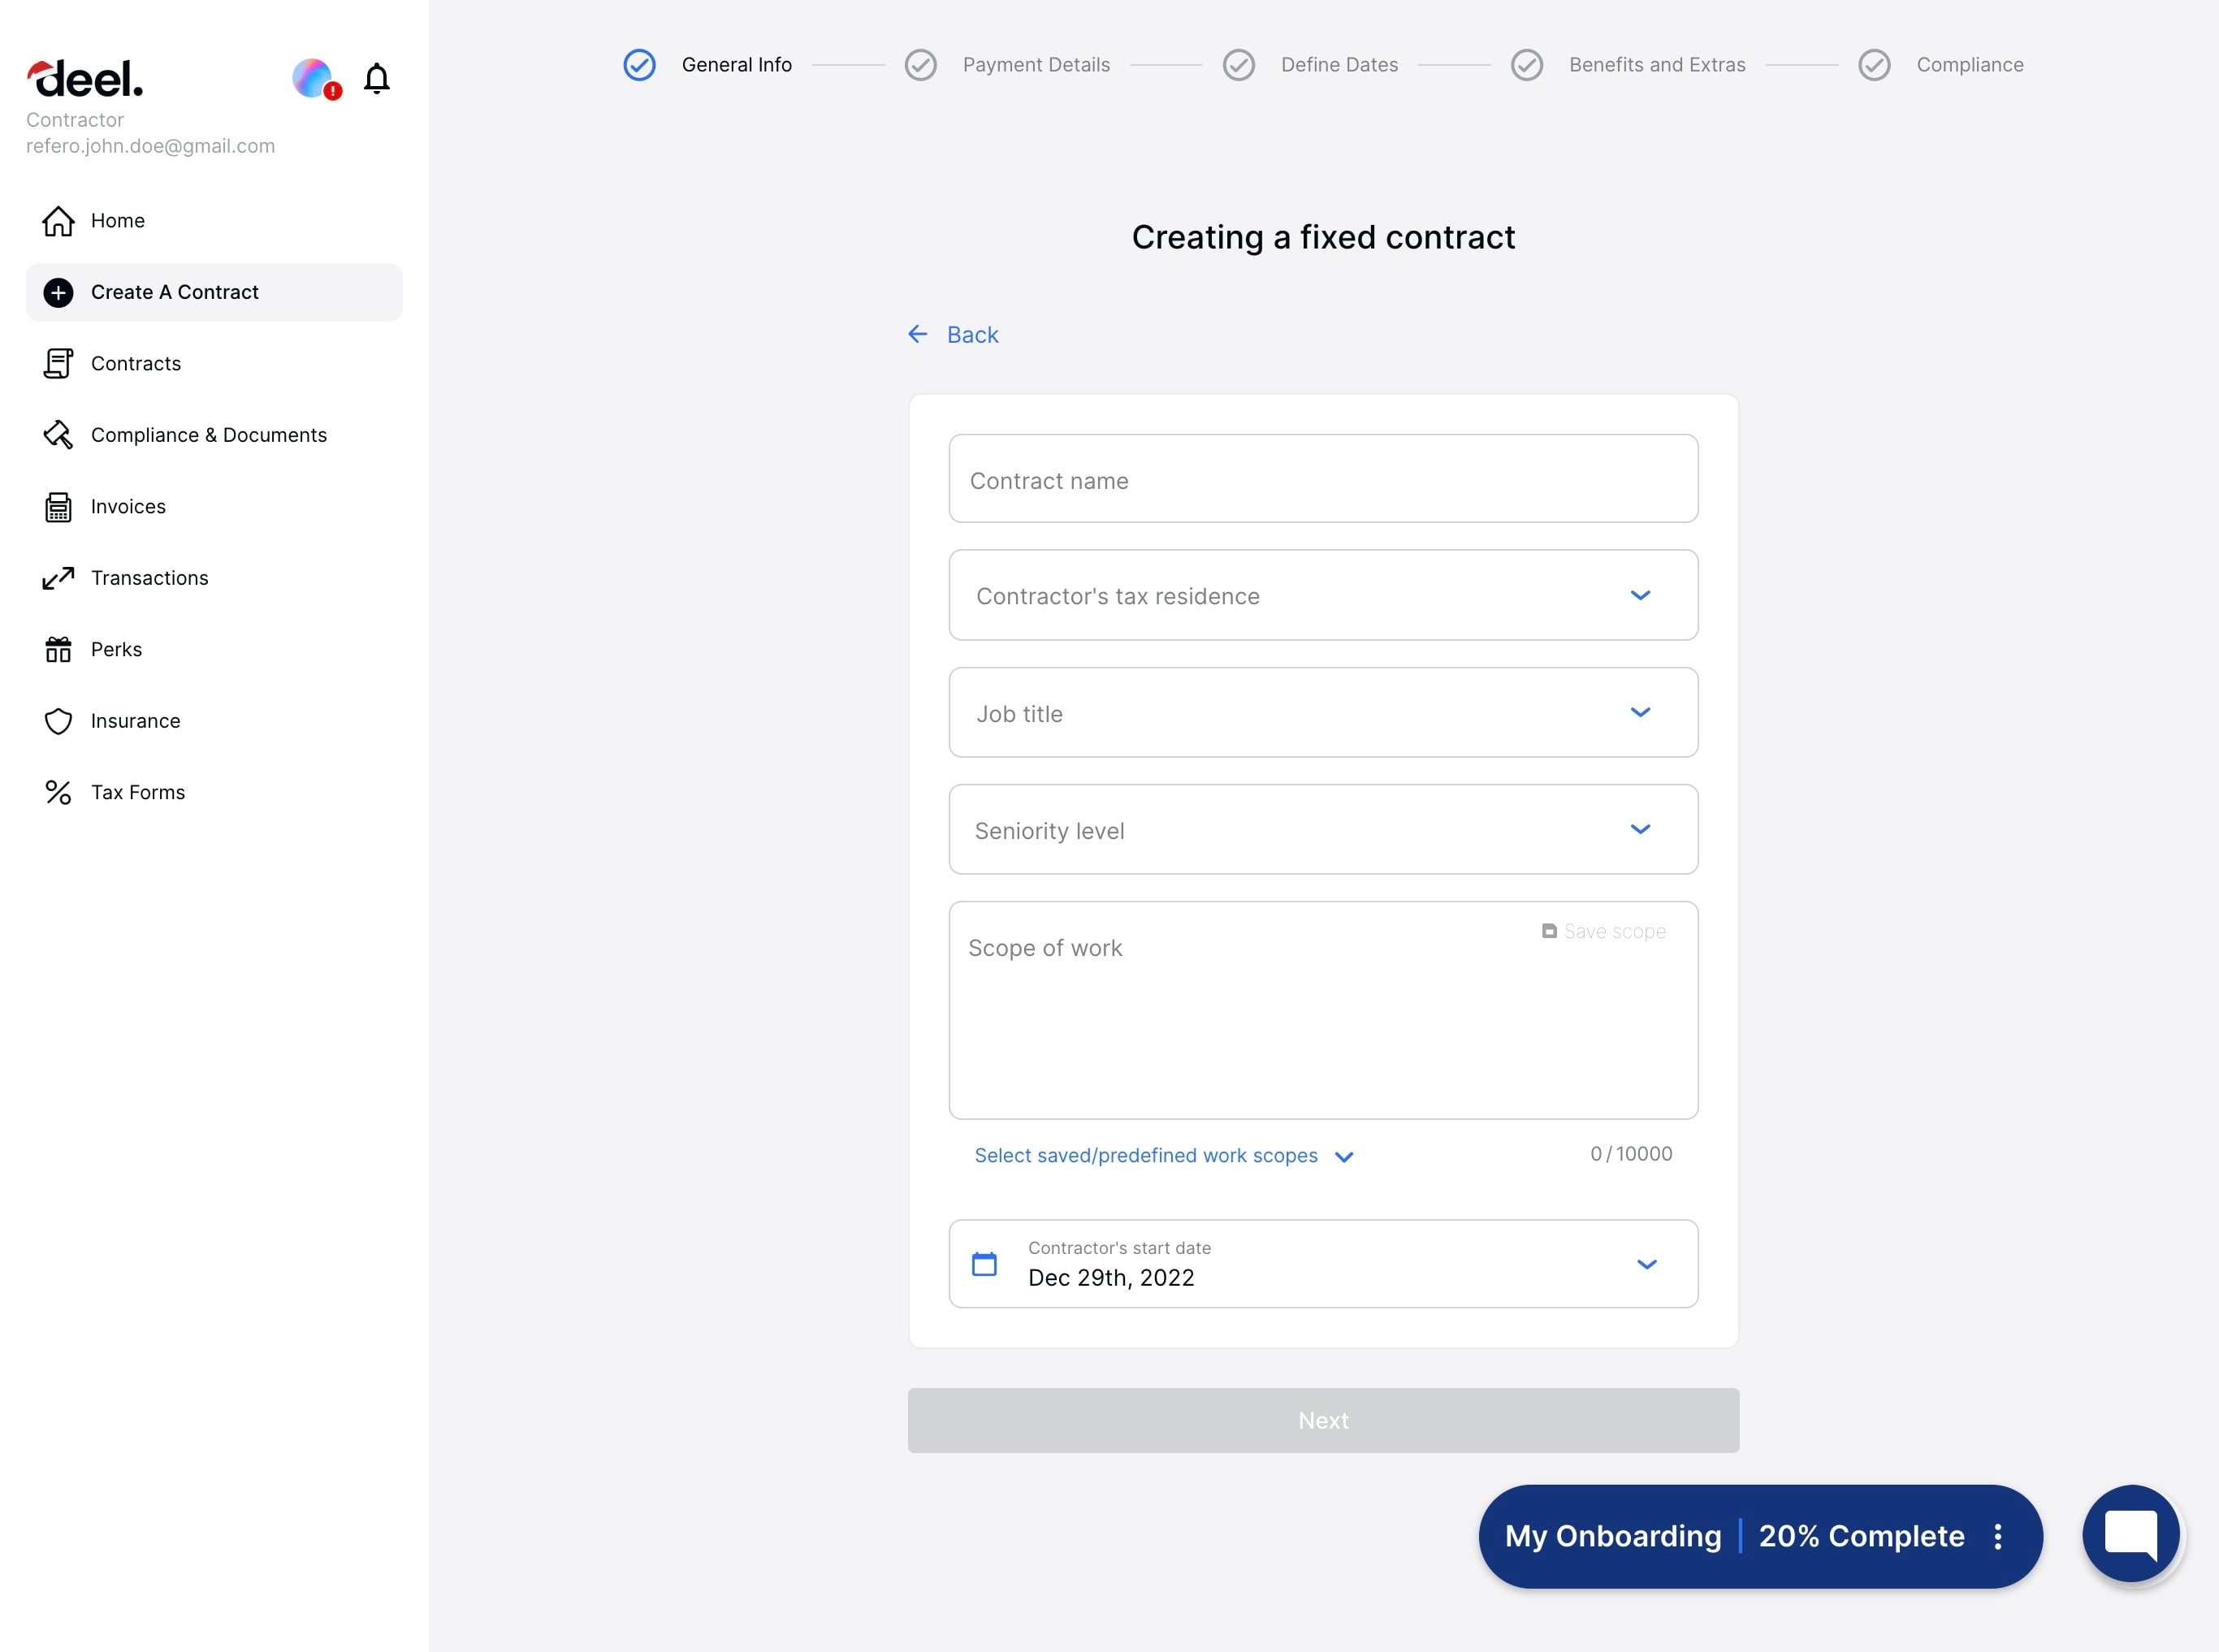 deel.
Contractor
refero.john.doe@gmail.com
Home
Create A Contract
Contracts
Compliance & Documents
Invoices
Transactions
Perks
Insurance
Tax Forms
General Info
Payment Details
Define Dates
Benefits and Extras
Compliance
Creating a fixed contract
Back
Contract name
Contractor's tax residence
Job title
Seniority level
Save scope
Scope of work
Select saved/predefined work scopes
0/10000
Contractor's start date
Dec 29th, 2022
Next
My Onboarding | 20% Complete